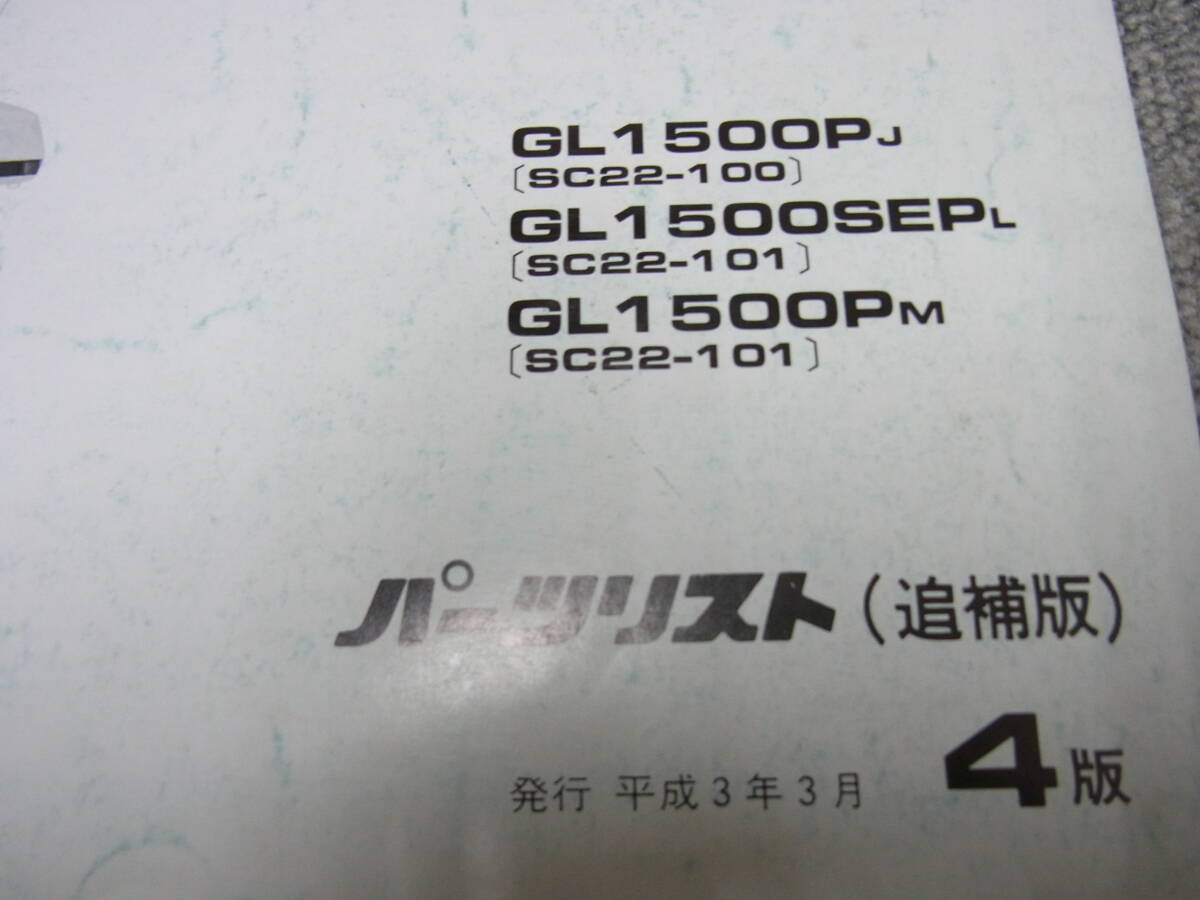 GL1500PJ
〔SC22-100〕
GL1500SEPL
〔SC22-101〕
GL1500PM
〔SC22-101〕
パーツリスト(追補版)
発行 平成3年3月 4版